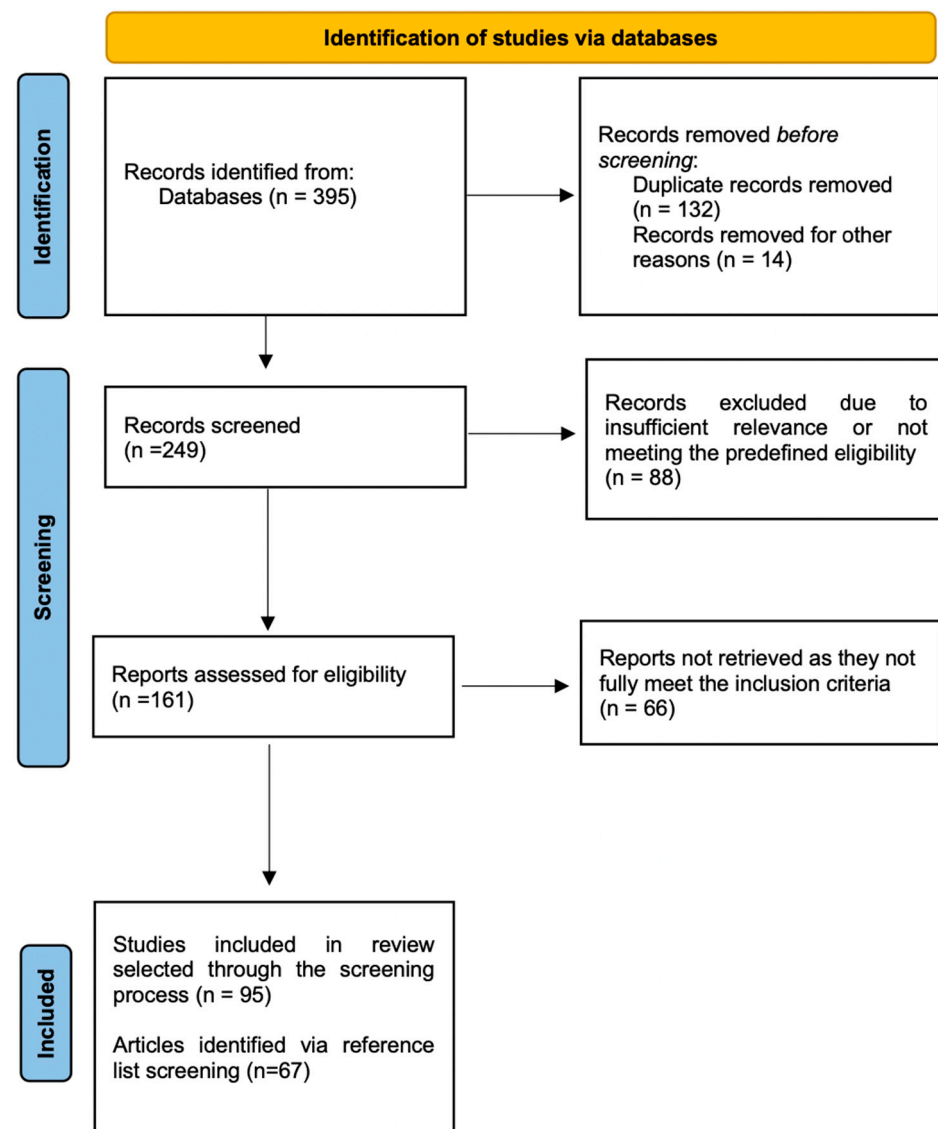 Identification of studies via databases
Identification
Records identified from:
Databases (n = 395)
Records removed before
screening:
Duplicate records removed
(n = 132)
Records removed for other
reasons (n = 14)
Screening
Records screened
(n =249)
Records excluded due to
insufficient relevance or not
meeting the predefined eligibility
(n = 88)
Reports assessed for eligibility
(n =161)
Reports not retrieved as they not
fully meet the inclusion criteria
(n = 66)
Included
Studies included in review
selected through the screening
process (n = 95)
Articles identified via reference
list screening (n=67)